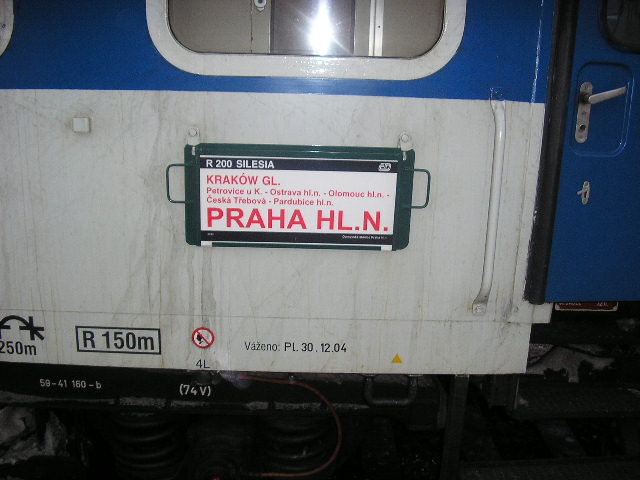 R 200 SILESIA
KRAKÓW GL.
Petrovice u K. - Ostrava hl.n. - Olomouc hl.n. -
Česká Třebová - Pardubice hl.n.
PRAHA HL.N.
250m
R 150m
4L
Váženo: Pl. 30.12.04
59-41 160-b
(74V)